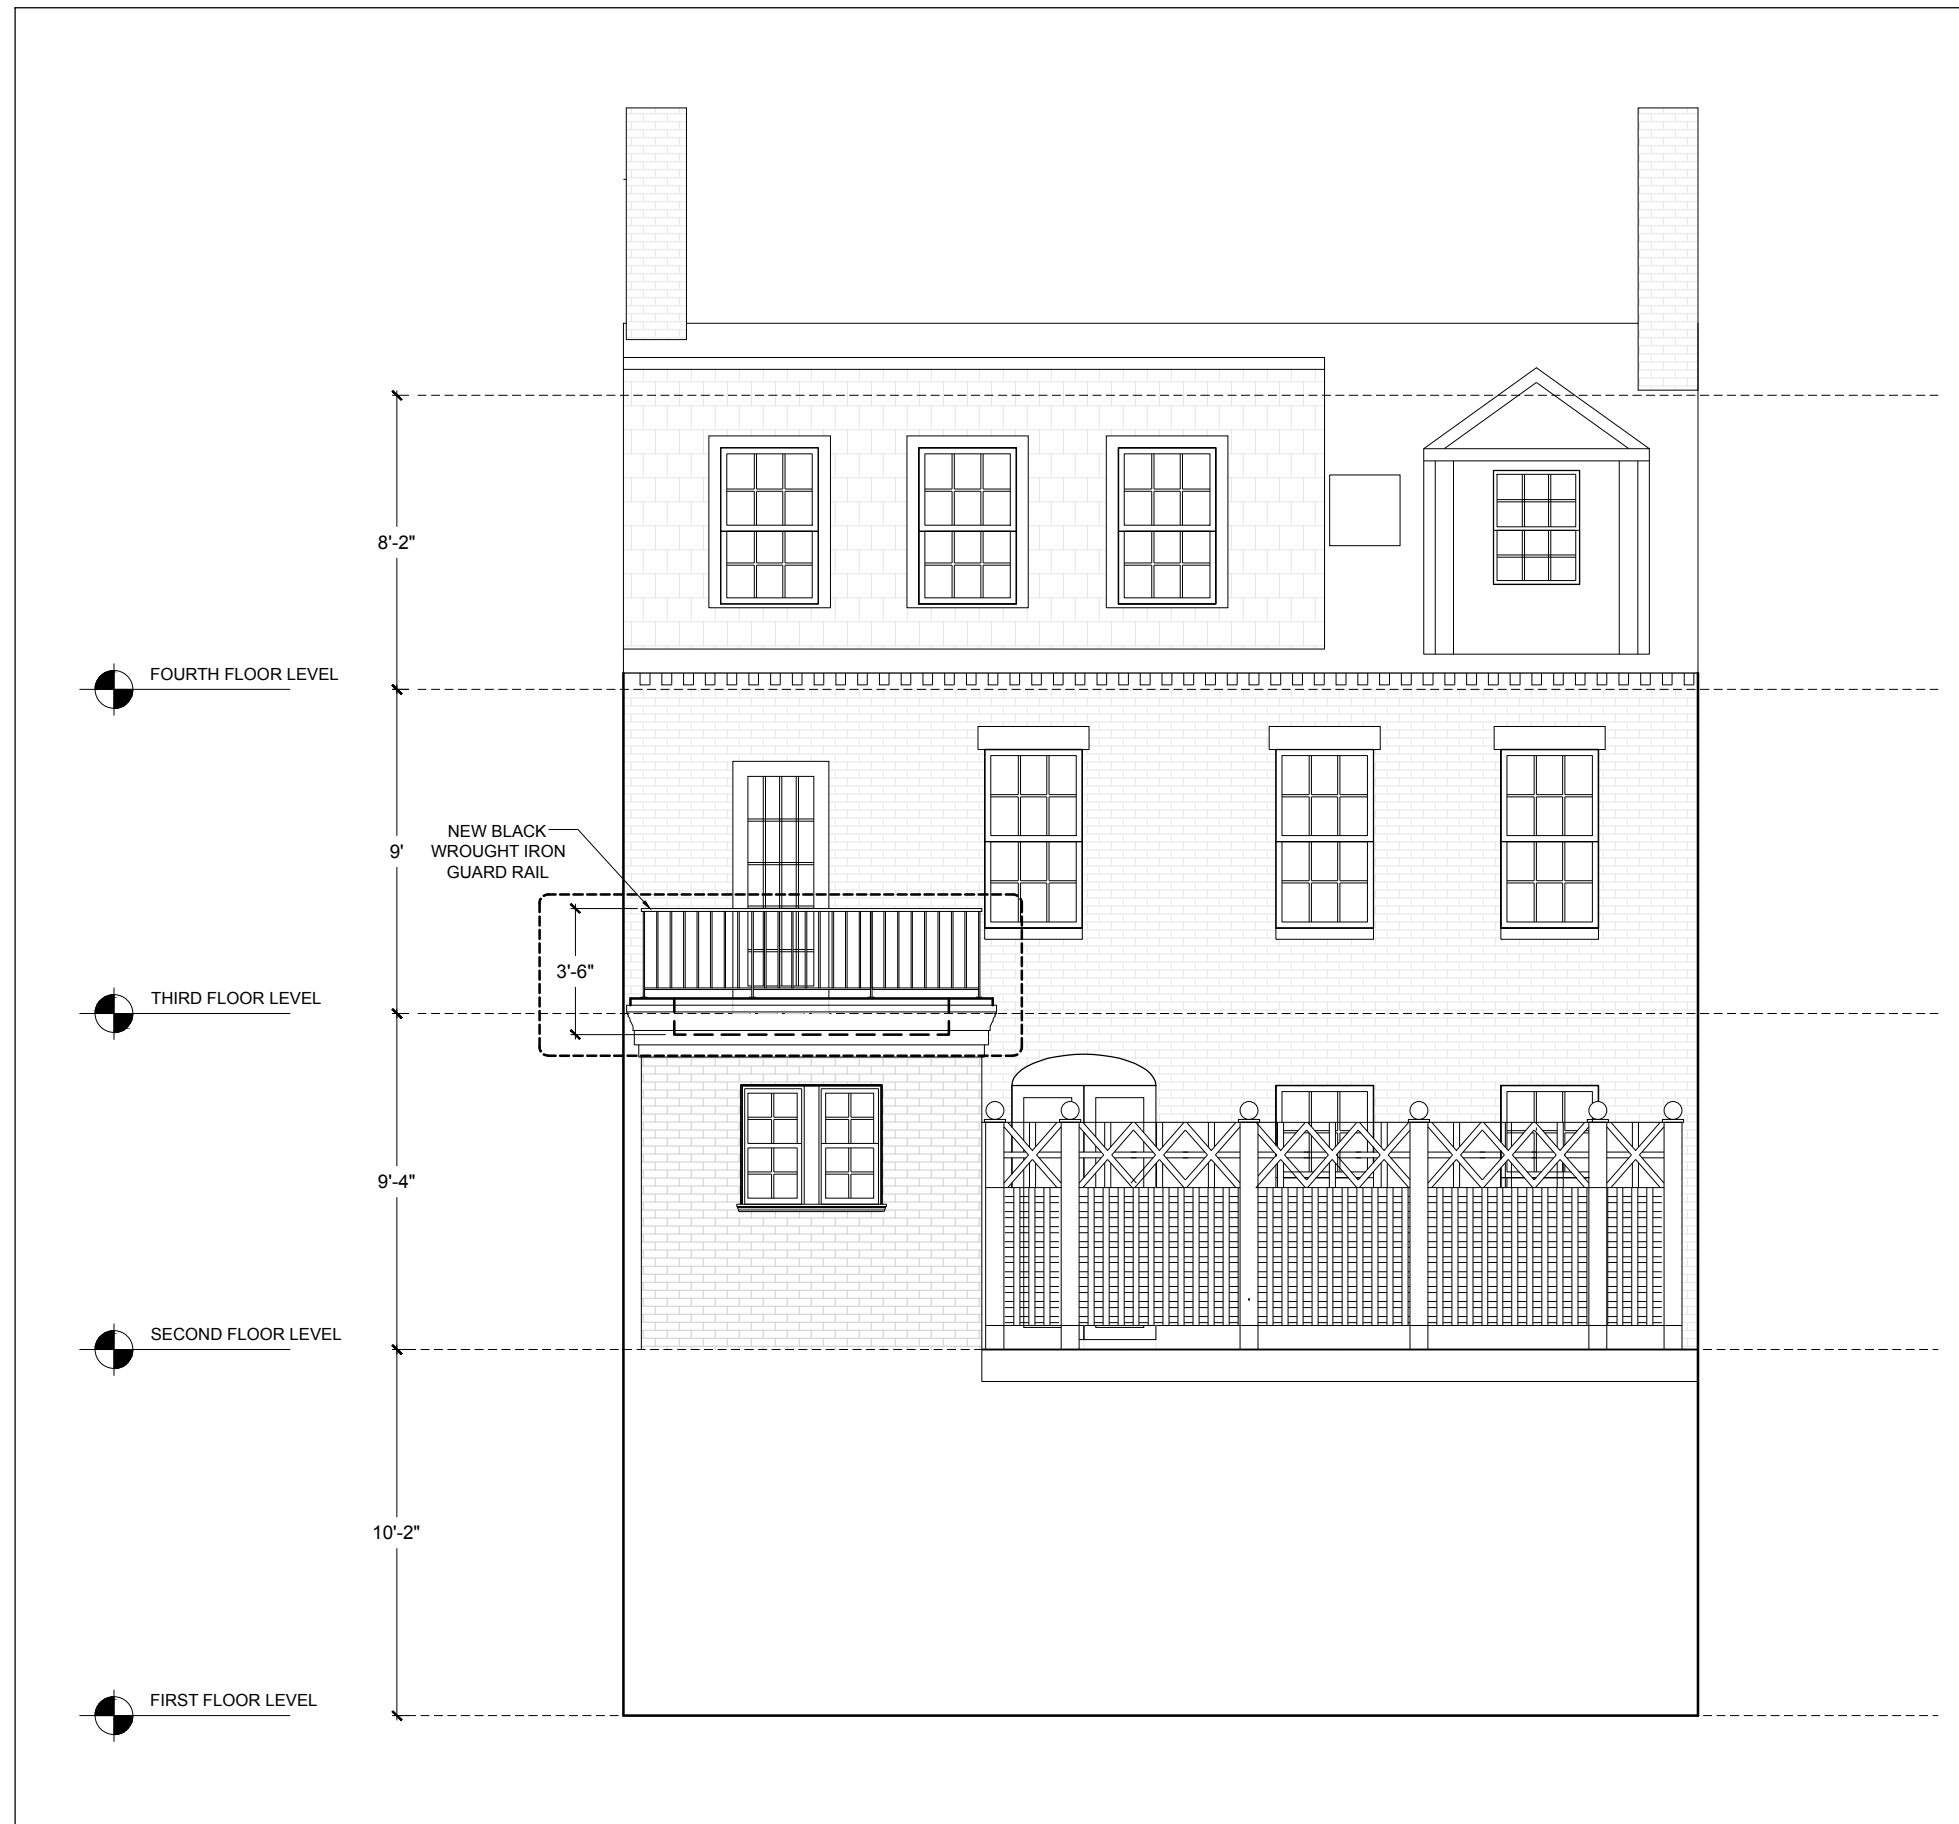 8'-2"
FOURTH FLOOR LEVEL
NEW BLACK
WROUGHT IRON
GUARD RAIL
9'
3'-6"
THIRD FLOOR LEVEL
9'-4"
SECOND FLOOR LEVEL
10'-2"
FIRST FLOOR LEVEL